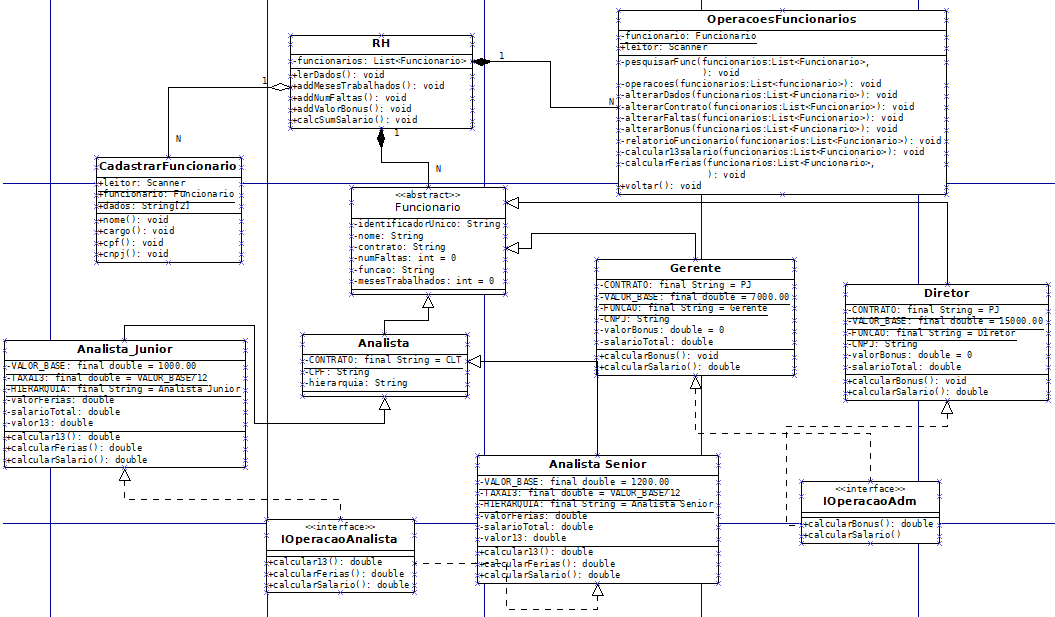 OperacoesFuncionarios
-funcionario: Funcionario
+leitor: Scanner
-pesquisarFunc(funcionarios:List<Funcionario>,
): void
-operacoes(funcionarios:List<funcionario>): void
-alterarDados(funcionarios:List<Funcionario>): void
-alterarContrato(funcionarios:List<Funcionario>): void
-alterarFaltas(funcionarios:List<Funcionario>): void
-alterarBonus(funcionarios:List<Funcionario>): void
-relatorioFuncionario(funcionarios:List<Funcionario>): void
-calcular13salario(funcionarios:List<Funcionario>): void
-calcularFerias(funcionarios:List<Funcionario>,
): void
+voltar(): void
RH
-funcionarios: List<Funcionario>
+lerDados(): void
+addMesesTrabalhados(): void
+addNumFaltas(): void
+addValorBonus(): void
+calcSumSalario(): void
1
N
1
N
1
N
CadastrarFuncionario
+leitor: Scanner
+funcionario: Funcionario
+dados: String[2]
+nome(): void
+cargo(): void
+cpf(): void
+cnpj(): void
<<abstract>>
Funcionario
-identificadorUnico: String
-nome: String
-contrato: String
-numFaltas: int = 0
-funcao: String
-mesesTrabalhados: int = 0
Gerente
-CONTRATO: final String = PJ
-VALOR_BASE: final double = 7000.00
-FUNCAO: final String = Gerente
-CNPJ: String
-valorBonus: double = 0
-salarioTotal: double
+calcularBonus(): void
+calcularSalario(): double
Diretor
-CONTRATO: final String = PJ
-VALOR_BASE: final double = 15000.00
-FUNCAO: final String = Diretor
-CNPJ: String
-valorBonus: double = 0
-salarioTotal: double
+calcularBonus(): void
+calcularSalario(): double
Analista_Junior
-VALOR_BASE: final double = 1000.00
-TAXA13: final double = VALOR_BASE/12
-HIERARQUIA: final String = Analista Junior
-valorFerias: double
-salarioTotal: double
-valor13: double
+calcular13(): double
+calcularFerias(): double
+calcularSalario(): double
Analista
-CONTRATO: final String = CLT
-CPF: String
-hierarquia: String
Analista Senior
-VALOR_BASE: final double = 1200.00
-TAXA13: final double = VALOR_BASE/12
-HIERARQUIA: final String = Analista Senior
-valorFerias: double
-salarioTotal: double
-valor13: double
+calcular13(): double
+calcularFerias(): double
+calcularSalario(): double
<<interface>>
IOperacaoAdm
+calcularBonus(): double
+calcularSalario()
<<interface>>
IOperacaoAnalista
+calcular13(): double
+calcularFerias(): double
+calcularSalario(): double